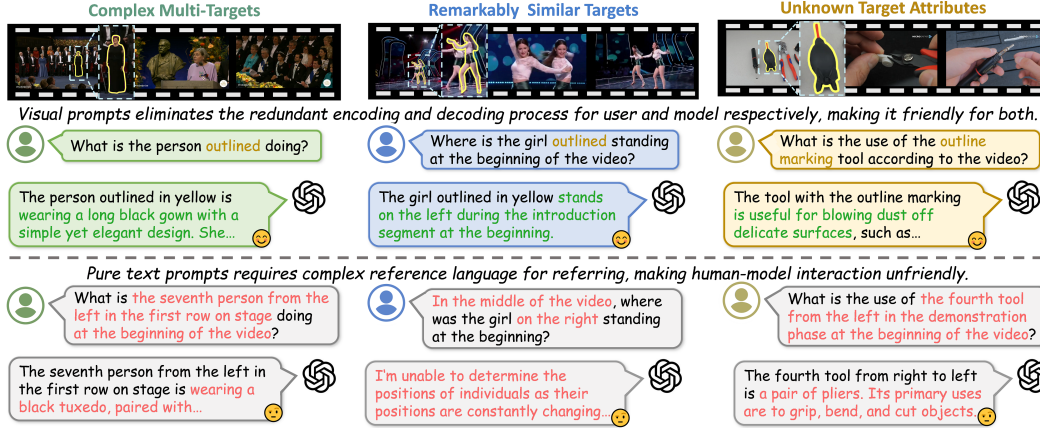 Complex Multi-Targets
Remarkably Similar Targets
Unknown Target Attributes
Visual prompts eliminates the redundant encoding and decoding process for user and model respectively, making it friendly for both.
What is the person outlined doing?
Where is the girl outlined standing
at the beginning of the video?
What is the use of the outline
marking tool according to the video?
The person outlined in yellow is
wearing a long black gown with a
simple yet elegant design. She…
The girl outlined in yellow stands
on the left during the introduction
segment at the beginning.
The tool with the outline marking
is useful for blowing dust off
delicate surfaces, such as…
Pure text prompts requires complex reference language for referring, making human-model interaction unfriendly.
What is the seventh person from the
left in the first row on stage doing
at the beginning of the video?
In the middle of the video, where
was the girl on the right standing
at the beginning?
What is the use of the fourth tool
from the left in the demonstration
phase at the beginning of the video?
The seventh person from the left in
the first row on stage is wearing a
black tuxedo, paired with…
I'm unable to determine the
positions of individuals as their
positions are constantly changing…
The fourth tool from right to left
is a pair of pliers. Its primary uses
are to grip, bend, and cut objects.